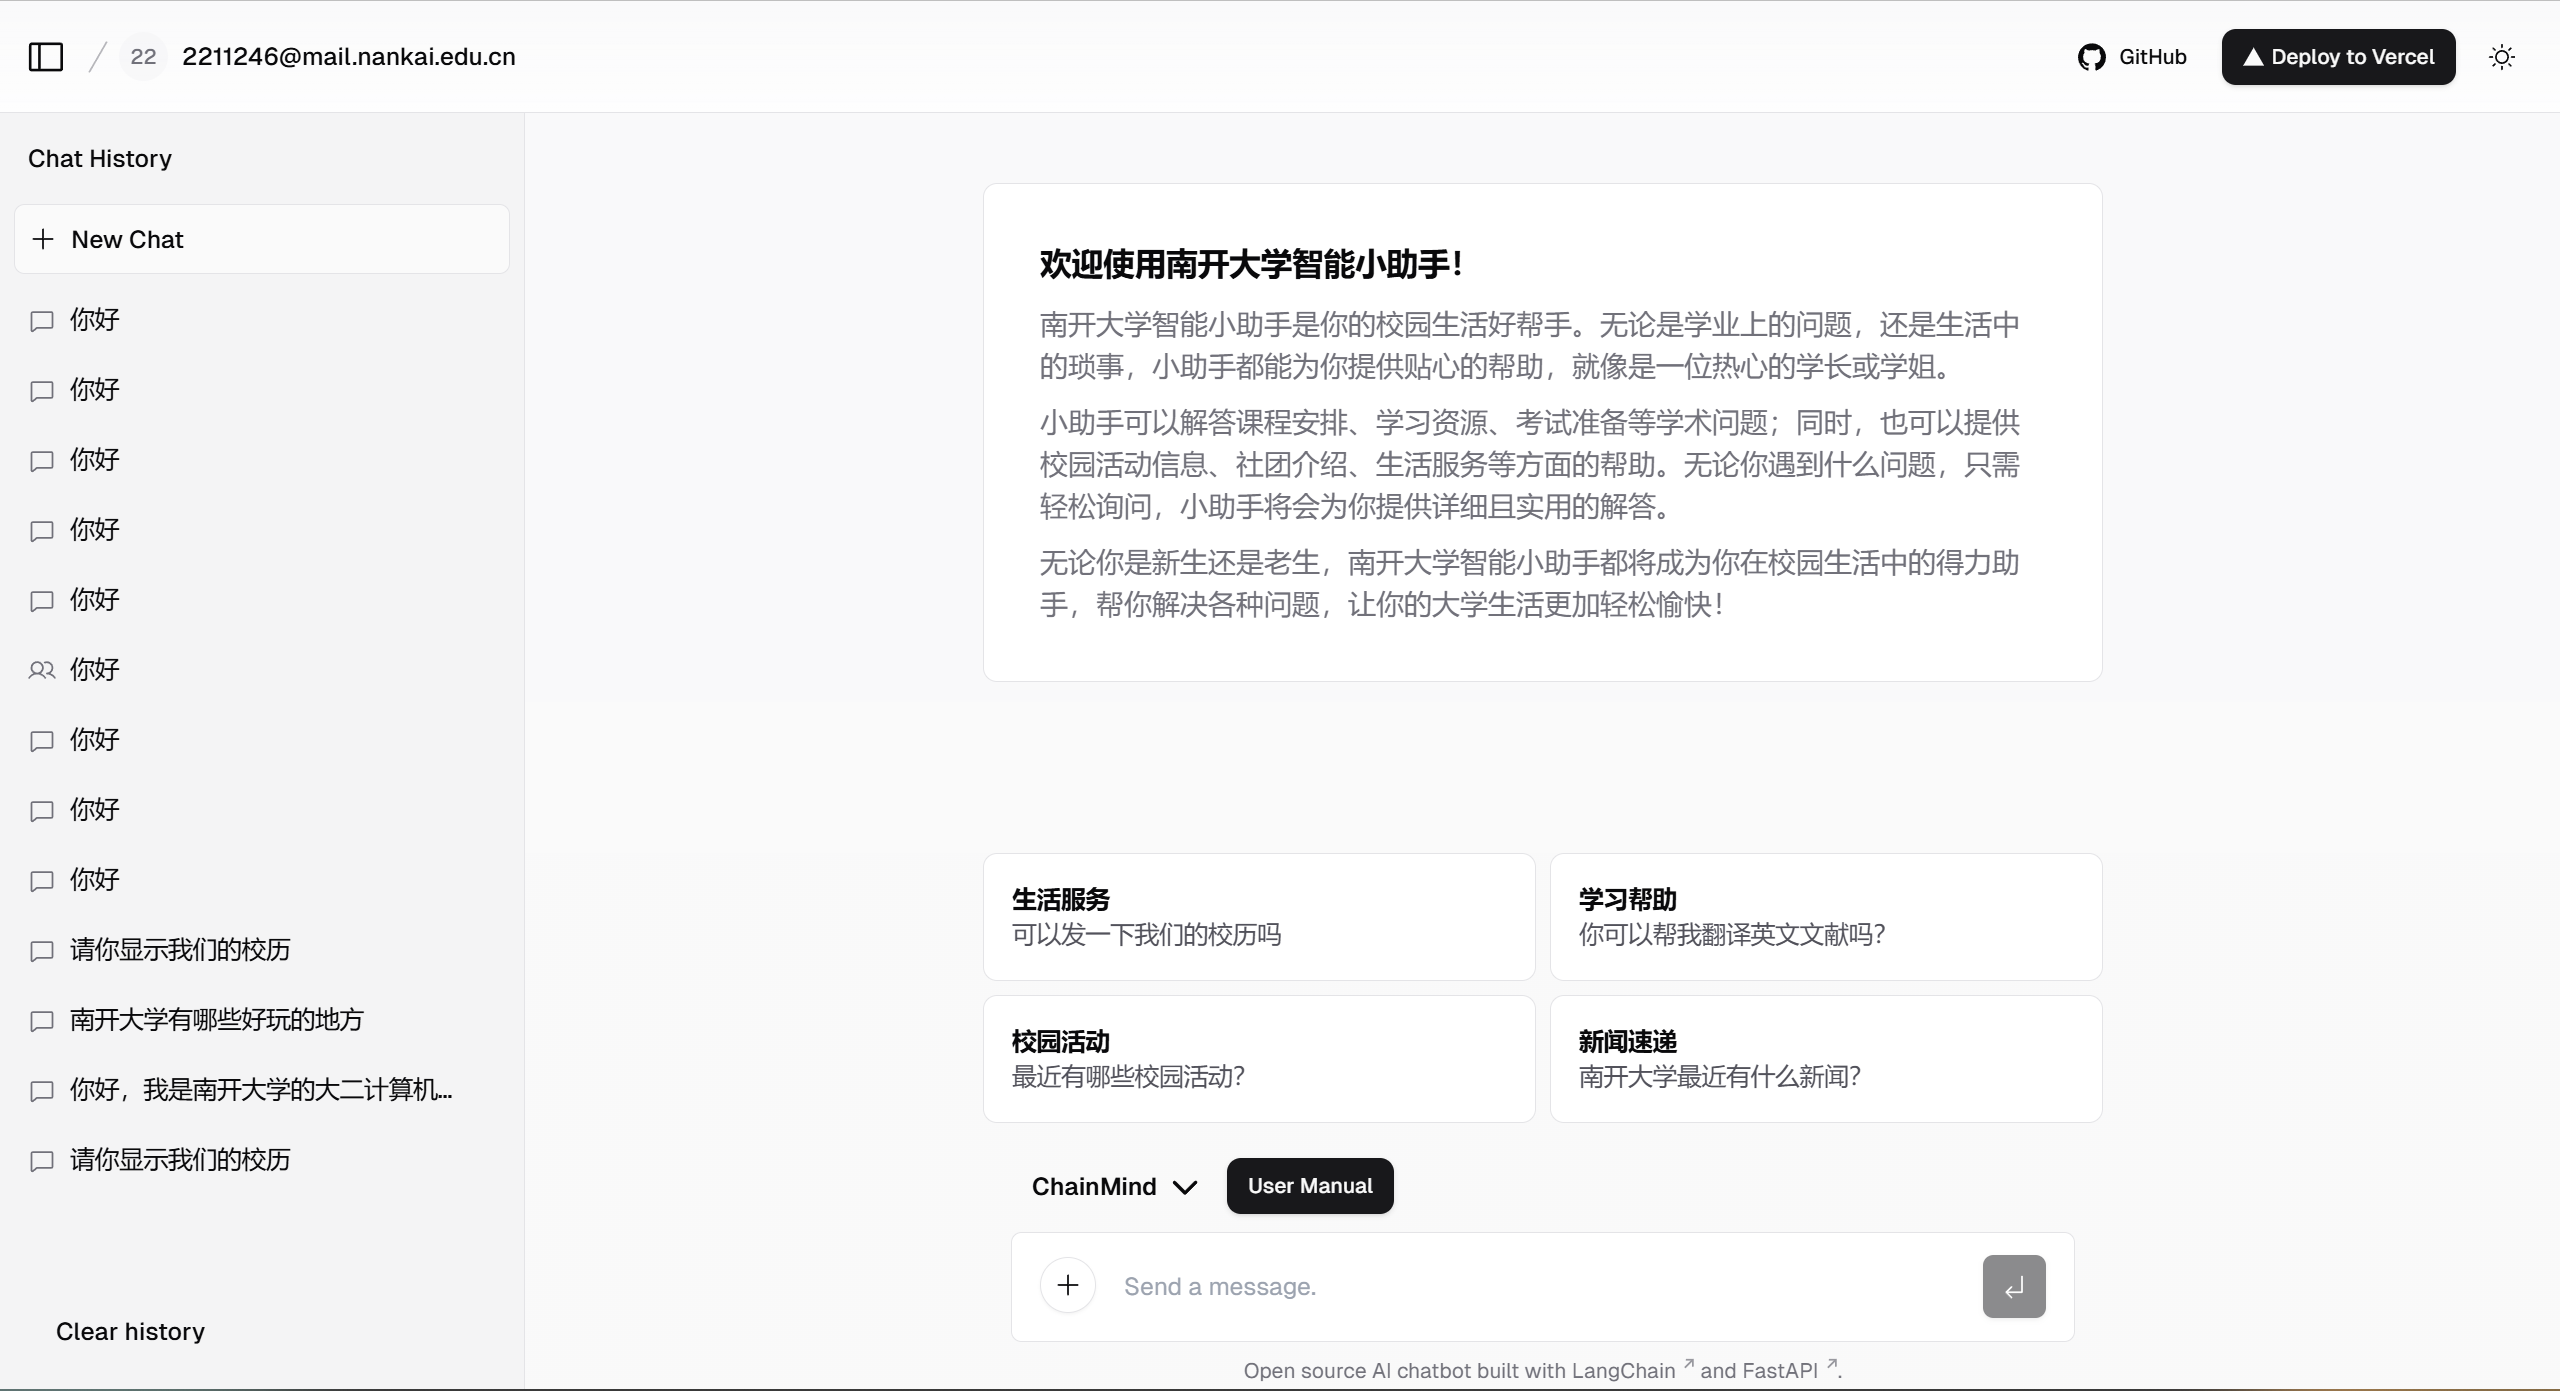 22 2211246@mail.nankai.edu.cn
GitHub
Deploy to Vercel
Chat History
New Chat
你好
你好
你好
你好
你好
你好
你好
你好
你好
请你显示我们的校历
南开大学有哪些好玩的地方
你好，我是南开大学的大二计算机...
请你显示我们的校历
Clear history
欢迎使用南开大学智能小助手！
南开大学智能小助手是你的校园生活好帮手。无论是学业上的问题，还是生活中
的琐事，小助手都能为你提供贴心的帮助，就像是一位热心的学长或学姐。
小助手可以解答课程安排、学习资源、考试准备等学术问题；同时，也可以提供
校园活动信息、社团介绍、生活服务等方面的帮助。无论你遇到什么问题，只需
轻松询问，小助手将会为你提供详细且实用的解答。
无论你是新生还是老生，南开大学智能小助手都将成为你在校园生活中的得力助
手，帮你解决各种问题，让你的大学生活更加轻松愉快！
生活服务
可以发一下我们的校历吗
学习帮助
你可以帮我翻译英文文献吗？
校园活动
最近有哪些校园活动？
新闻速递
南开大学最近有什么新闻？
ChainMind
User Manual
Send a message.
Open source AI chatbot built with LangChain and FastAPI .